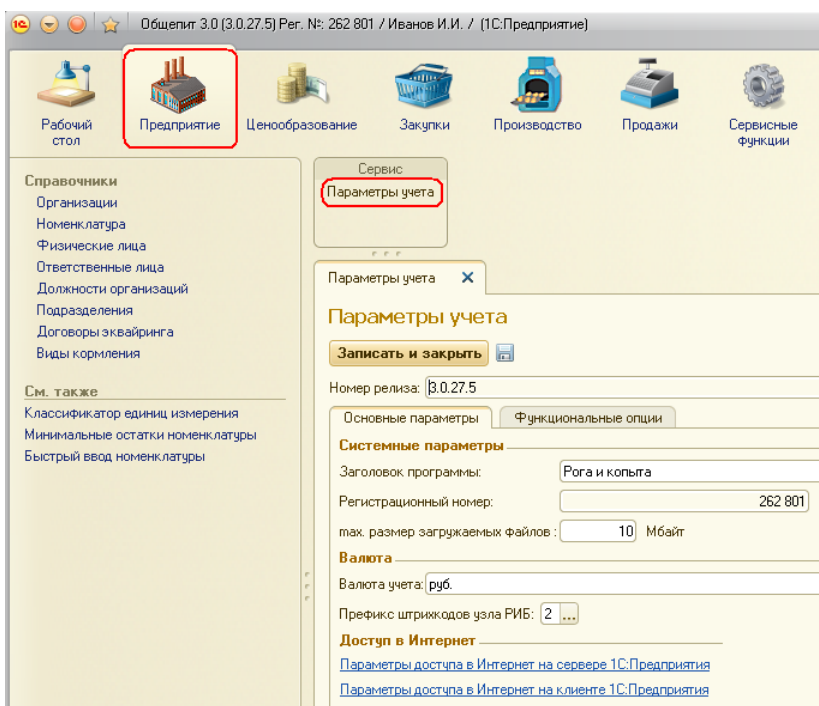 1С Общепит 3.0 (3.0.27.5) Рег. №: 262 801 / Иванов И.И. / (1С:Предприятие)
Рабочий стол Предприятие Ценообразование Закупки Производство Продажи Сервисные функции
Справочники
Организации
Номенклатура
Физические лица
Ответственные лица
Должности организаций
Подразделения
Договоры эквайринга
Виды кормления
См. также
Классификатор единиц измерения
Минимальные остатки номенклатуры
Быстрый ввод номенклатуры
Сервис
Параметры учета
Параметры учета
Параметры учета
Записать и закрыть
Номер релиза: 3.0.27.5
Основные параметры Функциональные опции
Системные параметры
Заголовок программы: Рога и копыта
Регистрационный номер: 262 801
max. размер загружаемых файлов : 10 Мбайт
Валюта
Валюта учета: руб.
Префикс штрихкодов узла РИБ: 2 ...
Доступ в Интернет
Параметры доступа в Интернет на сервере 1С:Предприятия
Параметры доступа в Интернет на клиенте 1С:Предприятия